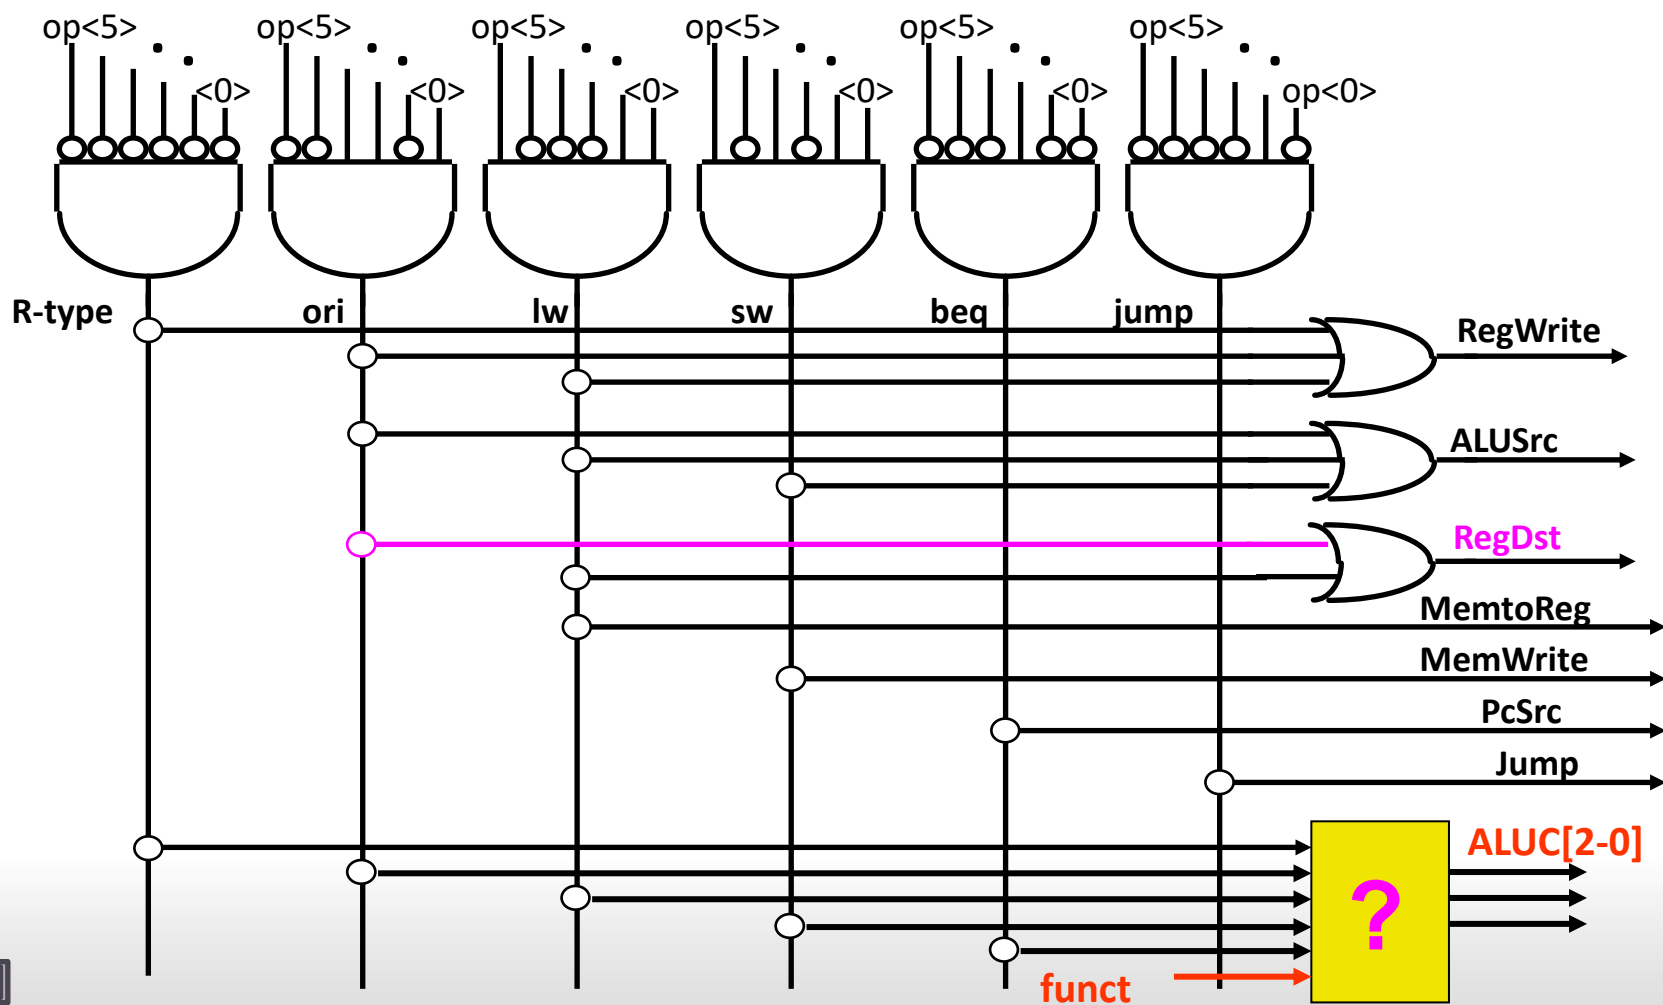 op<5> op<5> op<5> op<5> op<5> op<5>
<0> <0> <0> <0> <0> op<0>
R-type ori lw sw beq jump
RegWrite
ALUSrc
RegDst
MemtoReg
MemWrite
PcSrc
Jump
ALUC[2-0]
?
funct